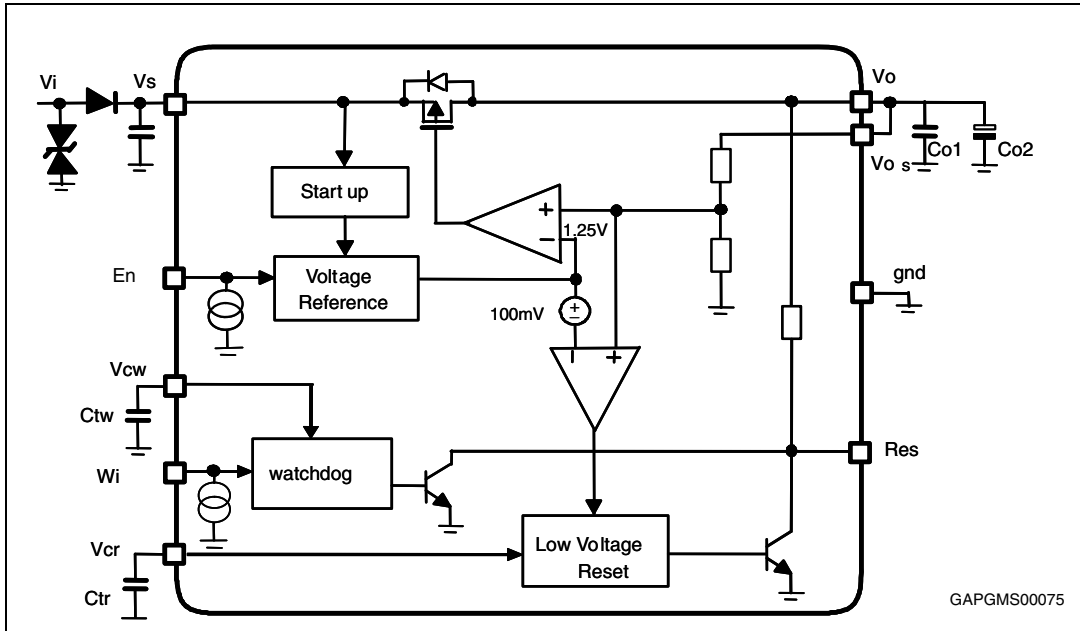 Vi
Vs
Vo
Vo s
Co1
Co2
Start up
+
1.25V
−
En
Voltage
Reference
gnd
100mV
+
−
− +
Vcw
Ctw
Wi
watchdog
Res
Vcr
Low Voltage
Reset
Ctr
GAPGMS00075